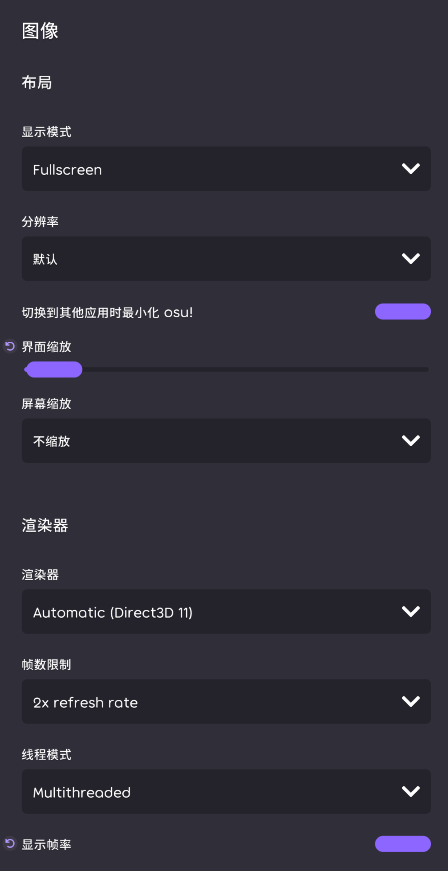 图像
布局
显示模式
Fullscreen
分辨率
默认
切换到其他应用时最小化 osu!
界面缩放
屏幕缩放
不缩放
渲染器
渲染器
Automatic (Direct3D 11)
帧数限制
2x refresh rate
线程模式
Multithreaded
显示帧率